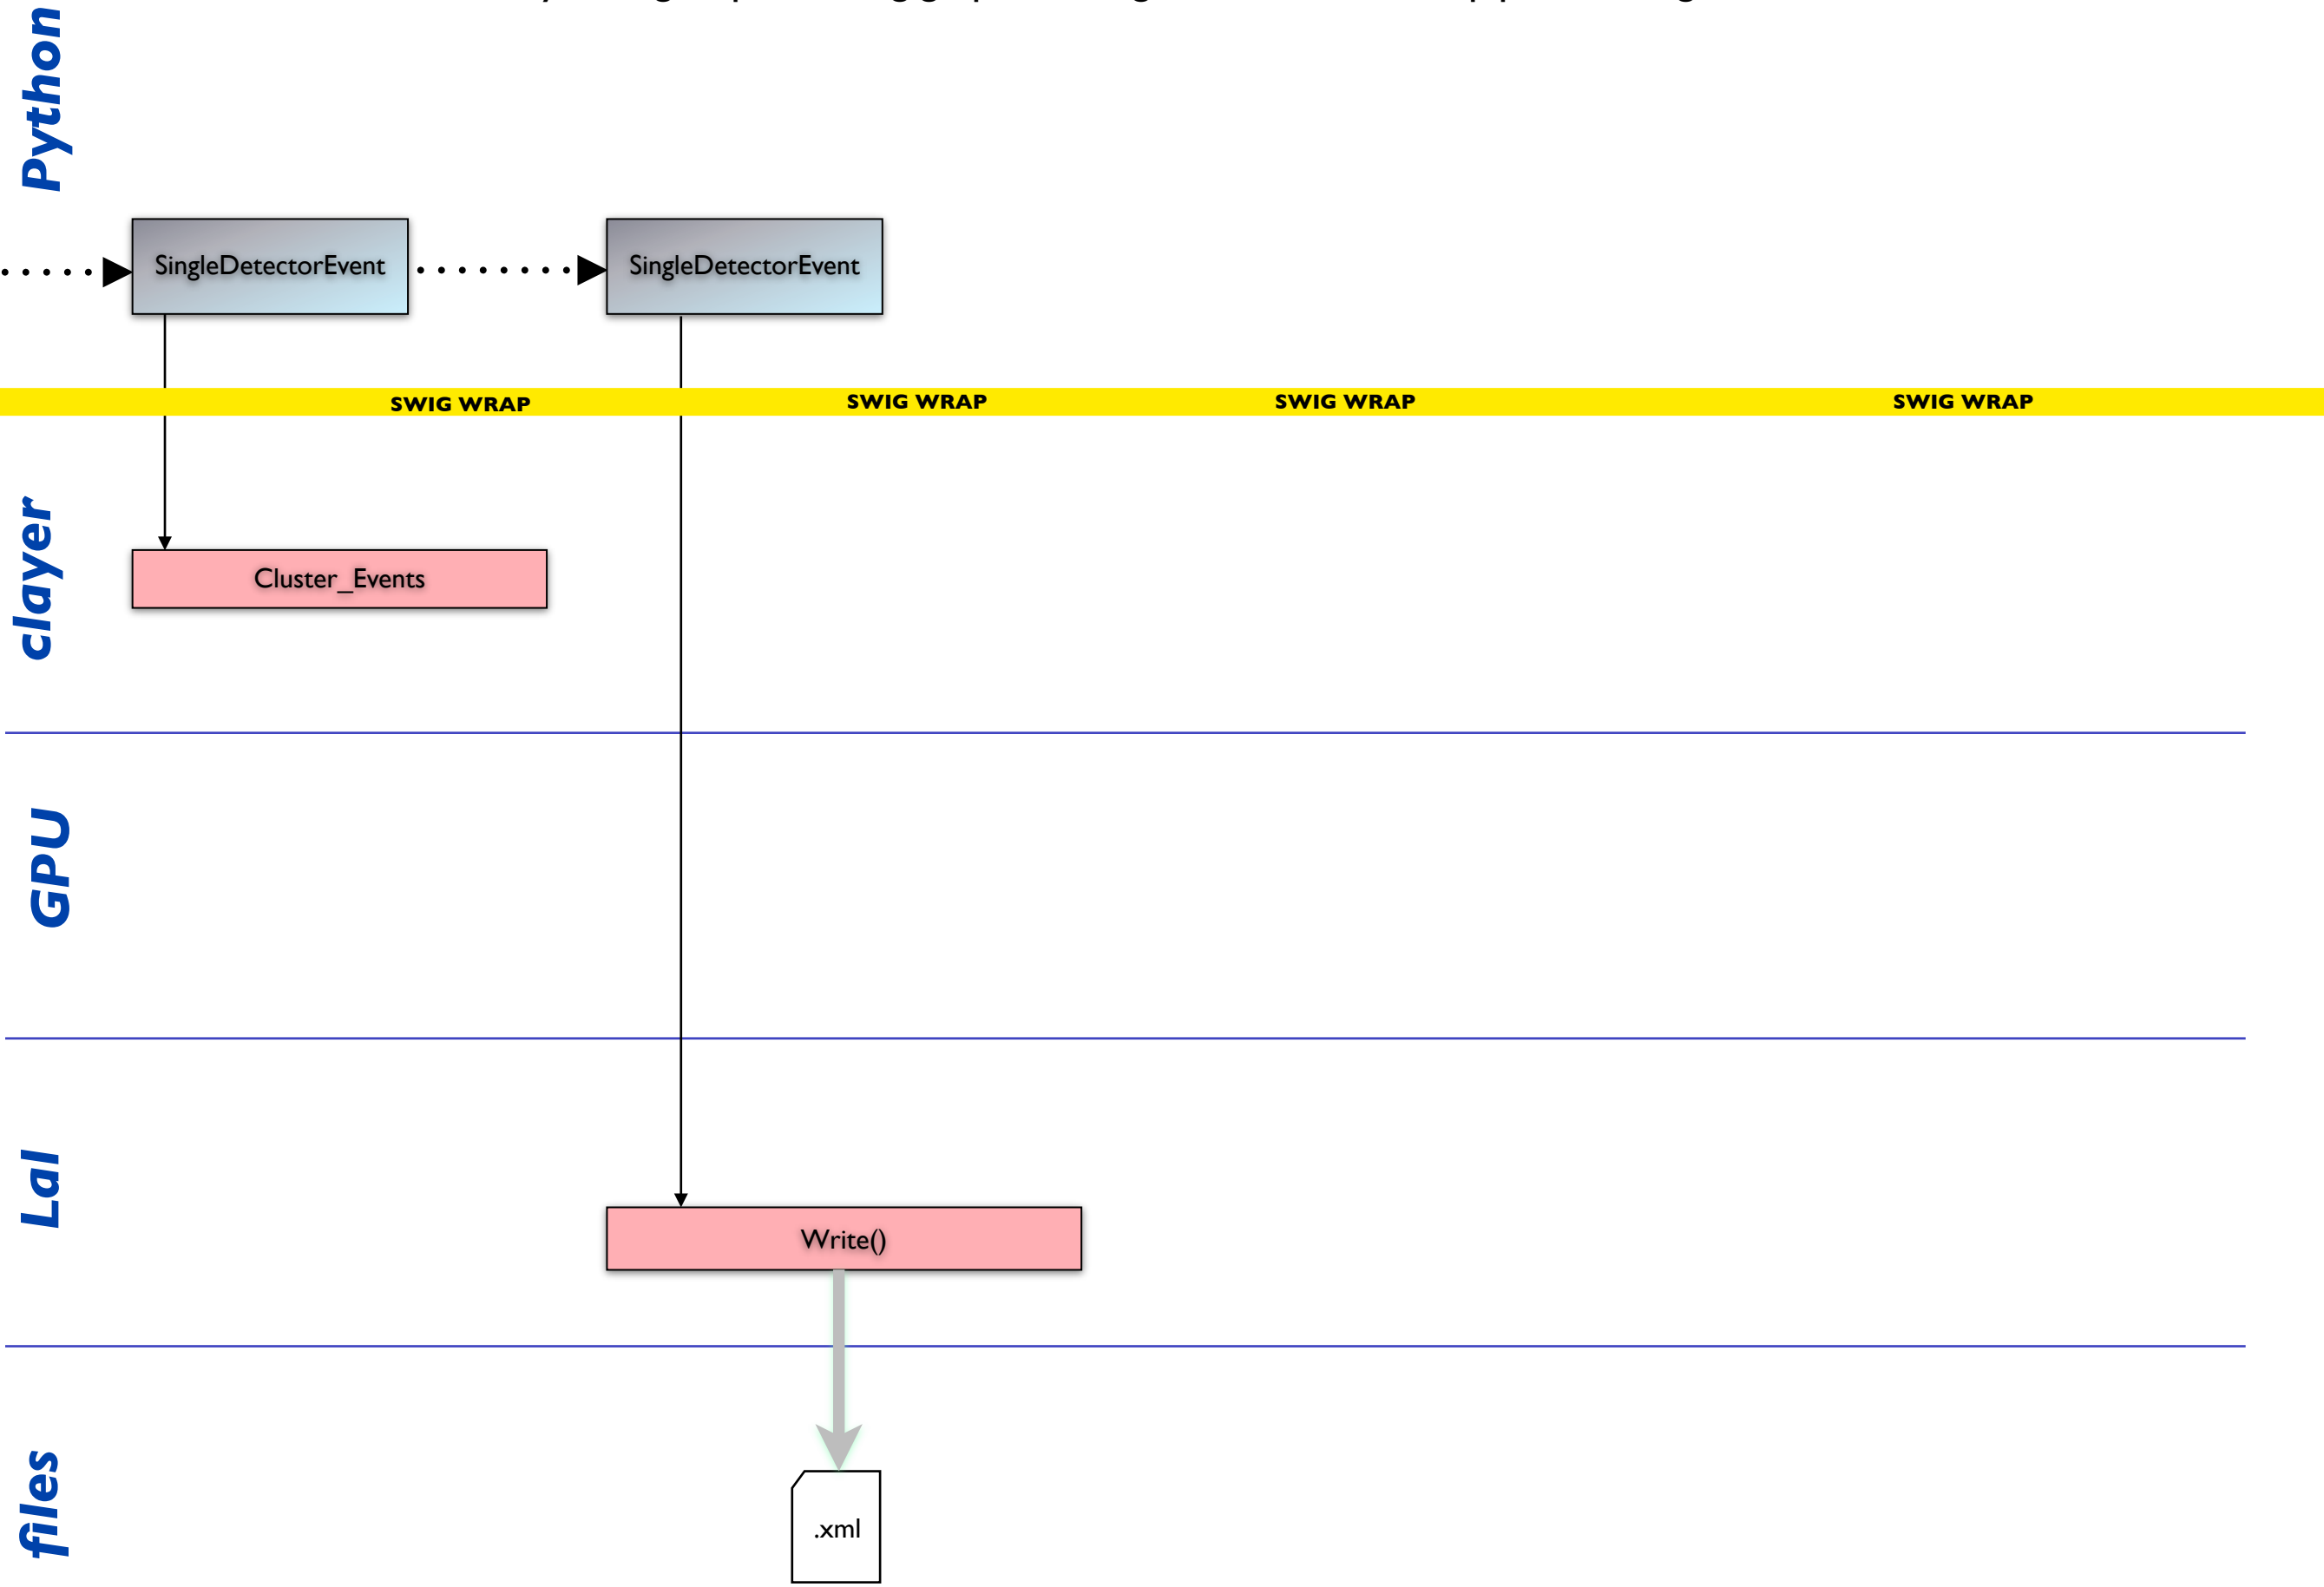 Python
SingleDetectorEvent
SingleDetectorEvent
SWIG WRAP
SWIG WRAP
SWIG WRAP
SWIG WRAP
clayer
Cluster_Events
GPU
Lal
Write()
files
.xml